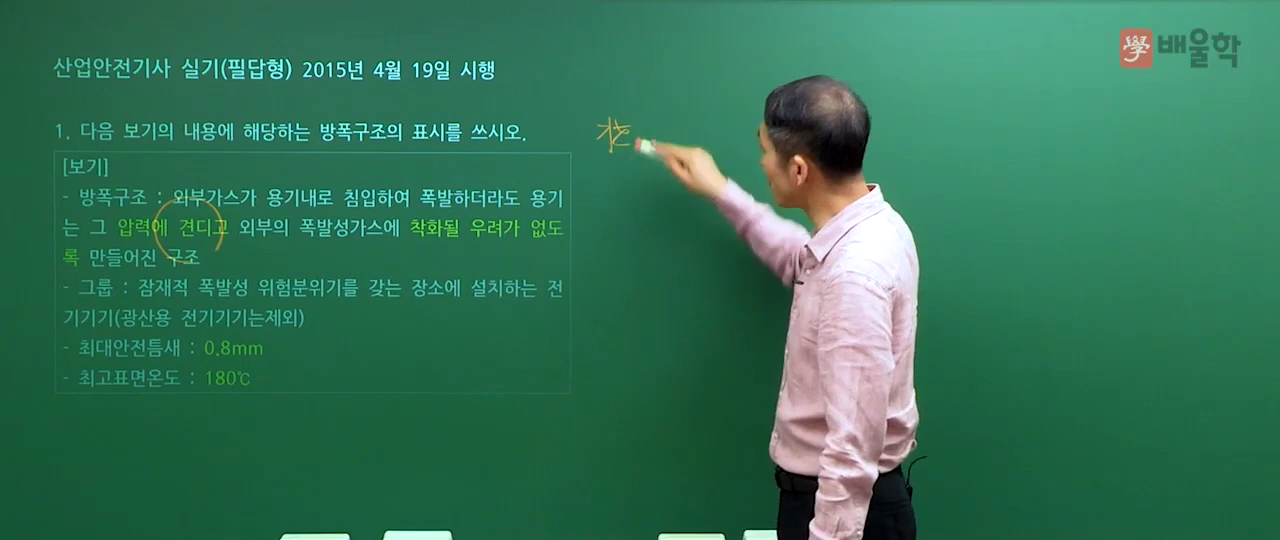 學 배울학
산업안전기사 실기(필답형) 2015년 4월 19일 시행
1. 다음 보기의 내용에 해당하는 방폭구조의 표시를 쓰시오.
[보기]
- 방폭구조 : 외부가스가 용기내로 침입하여 폭발하더라도 용기
는 그 압력에 견디고 외부의 폭발성가스에 착화될 우려가 없도
록 만들어진 구조
- 그룹 : 잠재적 폭발성 위험분위기를 갖는 장소에 설치하는 전
기기기(광산용 전기기기는제외)
- 최대안전틈새 : 0.8mm
- 최고표면온도 : 180℃